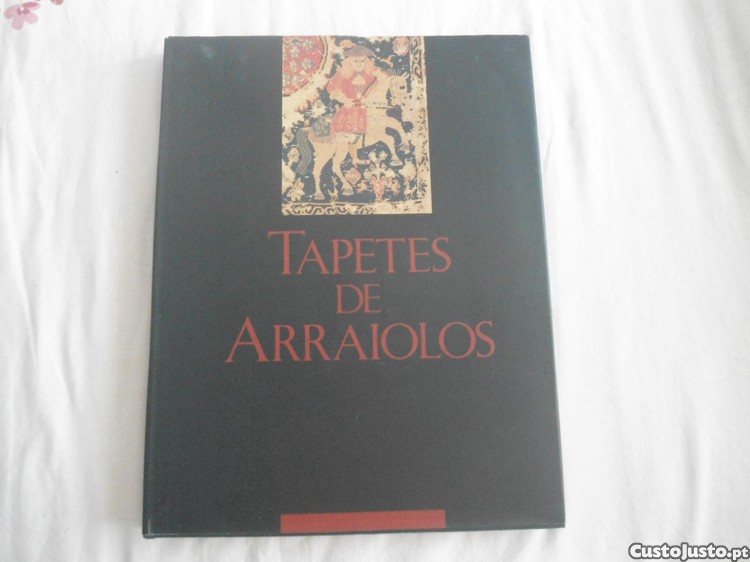 TAPETES
DE
ARRAIOLOS
CustoJusto.pt